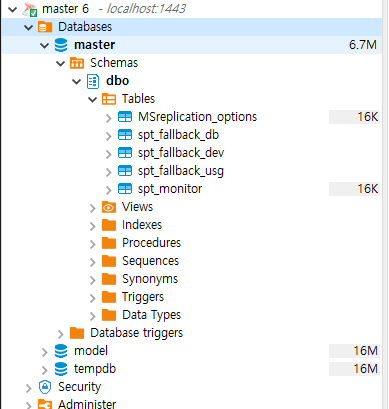 master 6 - localhost:1443
Databases
master 6.7M
Schemas
dbo
Tables
MSreplication_options 16K
spt_fallback_db
spt_fallback_dev
spt_fallback_usg
spt_monitor 16K
Views
Indexes
Procedures
Sequences
Synonyms
Triggers
Data Types
Database triggers
model 16M
tempdb 16M
Security
Administer